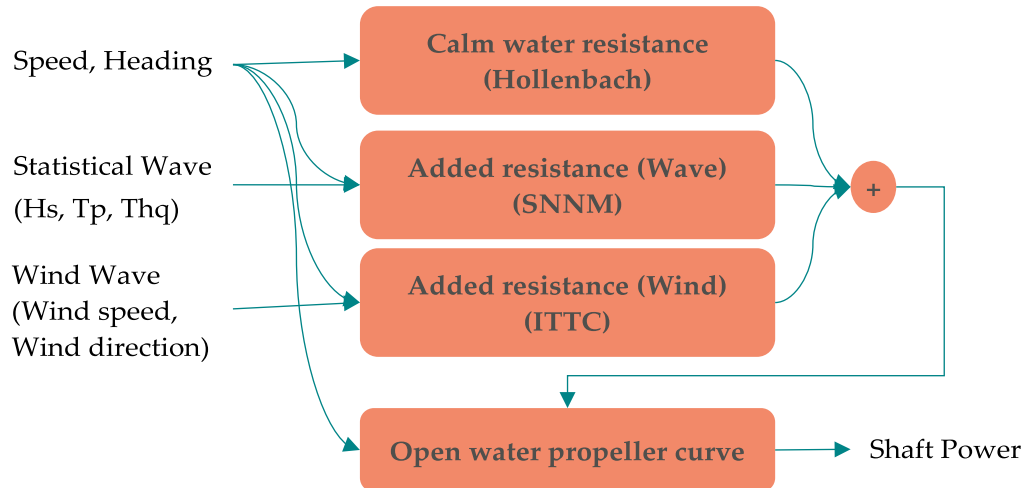 Speed, Heading
Calm water resistance
(Hollenbach)
Statistical Wave
(Hs, Tp, Thq)
Added resistance (Wave)
(SNNM)
+
Wind Wave
(Wind speed,
Wind direction)
Added resistance (Wind)
(ITTC)
Open water propeller curve
Shaft Power